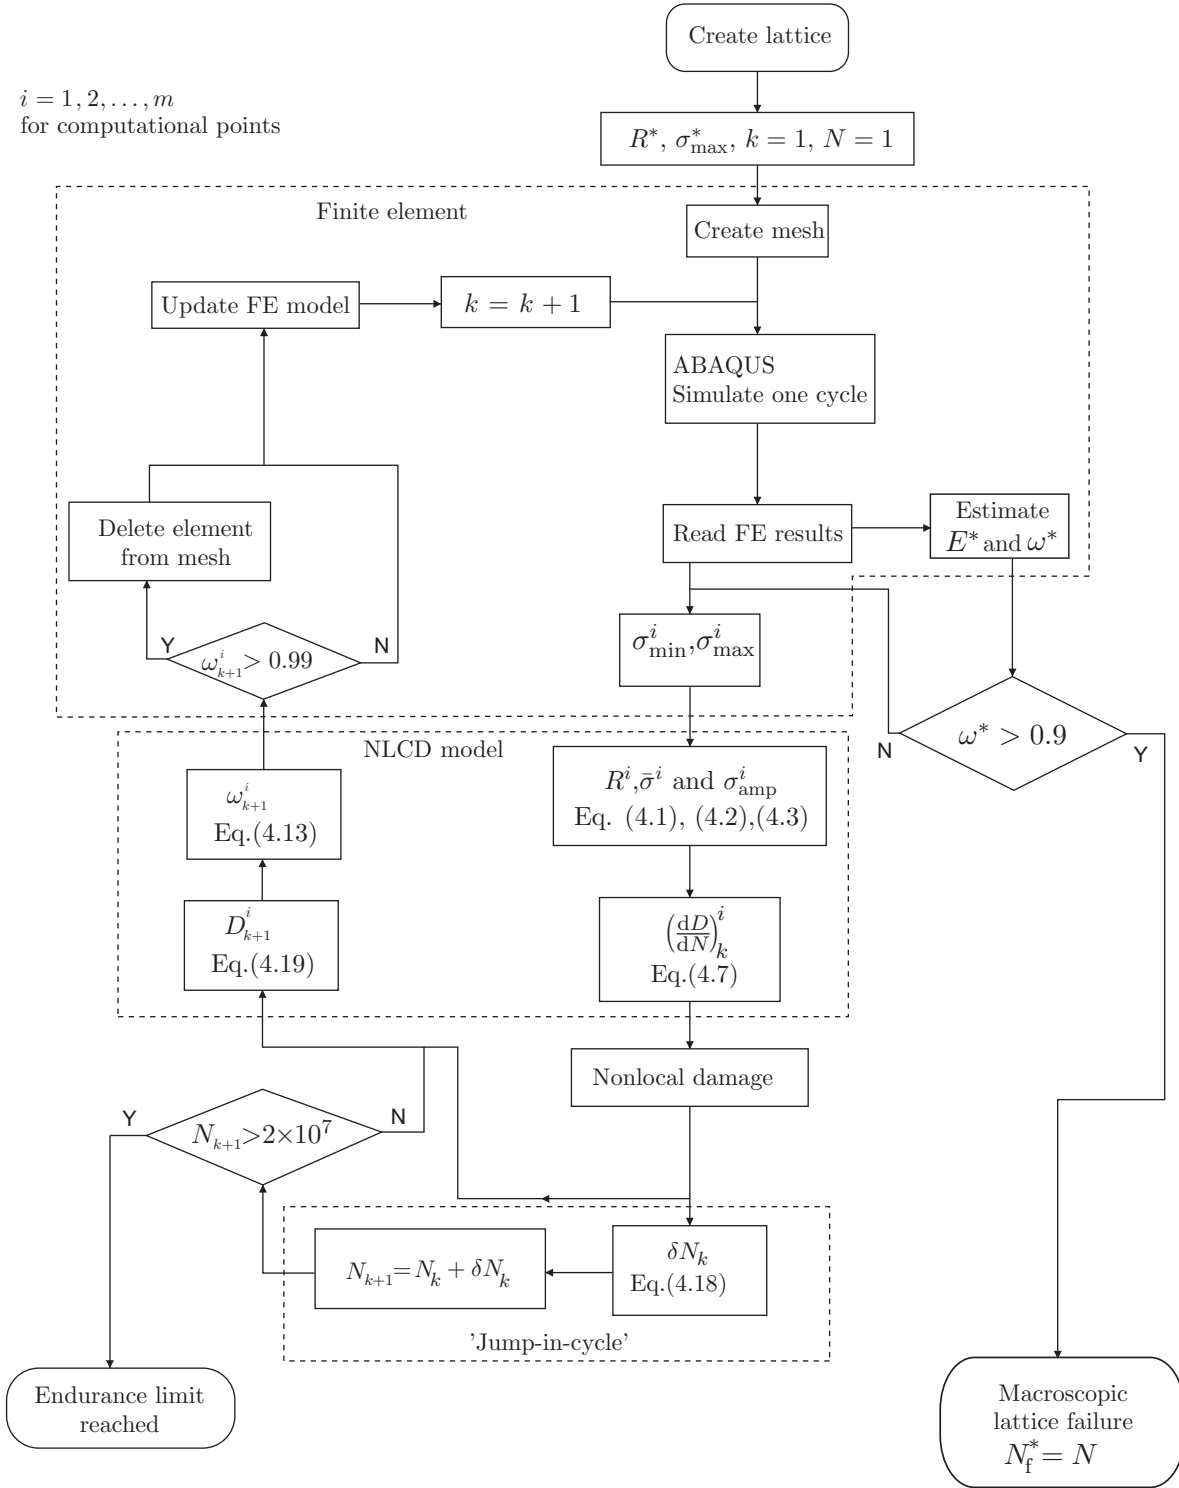 Create lattice
i = 1, 2, . . . , m
for computational points
R*, σ*max, k = 1, N = 1
Finite element
Create mesh
Update FE model
k = k + 1
ABAQUS
Simulate one cycle
Delete element
from mesh
Read FE results
Estimate
E* and ω*
Y
ω^i_{k+1} > 0.99
N
σ^i_min, σ^i_max
N
ω* > 0.9
Y
NLCD model
ω^i_{k+1}
Eq.(4.13)
R^i, σ̄^i and σ^i_amp
Eq. (4.1), (4.2),(4.3)
D^i_{k+1}
Eq.(4.19)
(dD/dN)^i_k
Eq.(4.7)
Nonlocal damage
Y
N_{k+1}>2×10^7
N
N_{k+1}=N_k + δN_k
δN_k
Eq.(4.18)
'Jump-in-cycle'
Endurance limit
reached
Macroscopic
lattice failure
N*_f = N